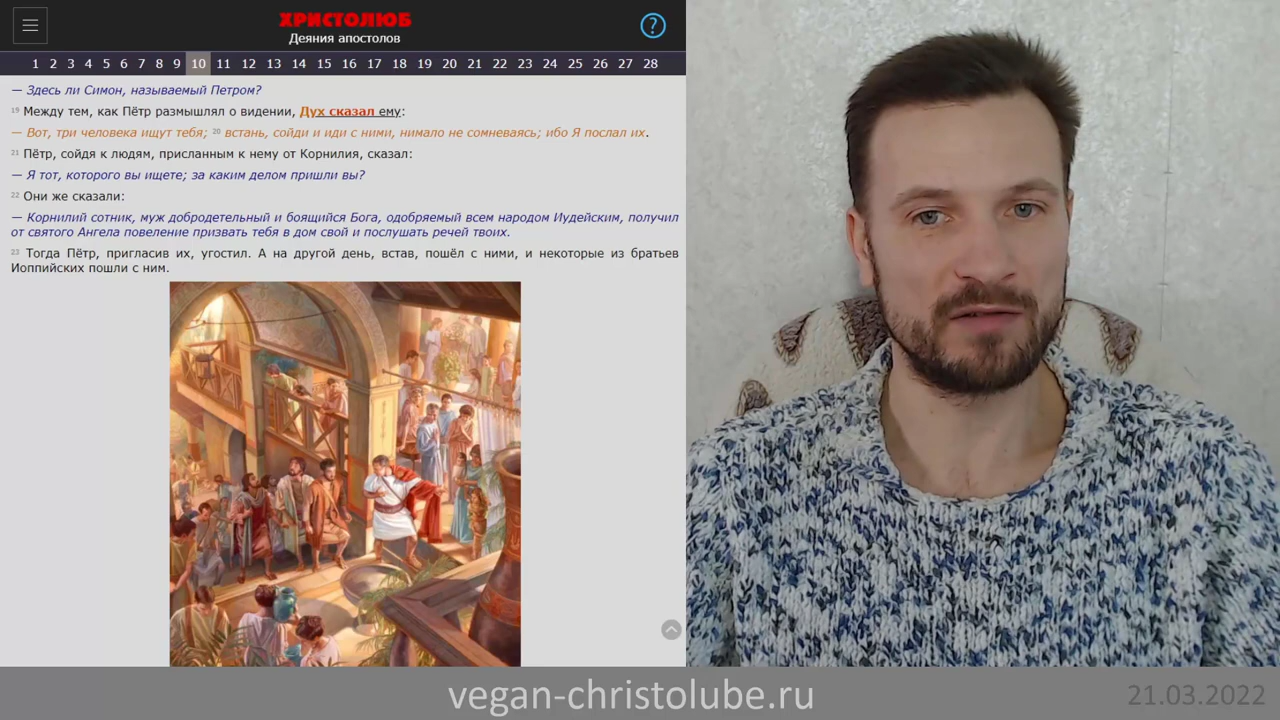 ХРИСТОЛЮБ
Деяния апостолов
?
1 2 3 4 5 6 7 8 9 10 11 12 13 14 15 16 17 18 19 20 21 22 23 24 25 26 27 28
— Здесь ли Симон, называемый Петром?
19 Между тем, как Пётр размышлял о видении, Дух сказал ему:
— Вот, три человека ищут тебя; 20 встань, сойди и иди с ними, нимало не сомневаясь; ибо Я послал их.
21 Пётр, сойдя к людям, присланным к нему от Корнилия, сказал:
— Я тот, которого вы ищете; за каким делом пришли вы?
22 Они же сказали:
— Корнилий сотник, муж добродетельный и боящийся Бога, одобряемый всем народом Иудейским, получил
от святого Ангела повеление призвать тебя в дом свой и послушать речей твоих.
23 Тогда Пётр, пригласив их, угостил. А на другой день, встав, пошёл с ними, и некоторые из братьев
Иоппийских пошли с ним.
vegan-christolube.ru
21.03.2022